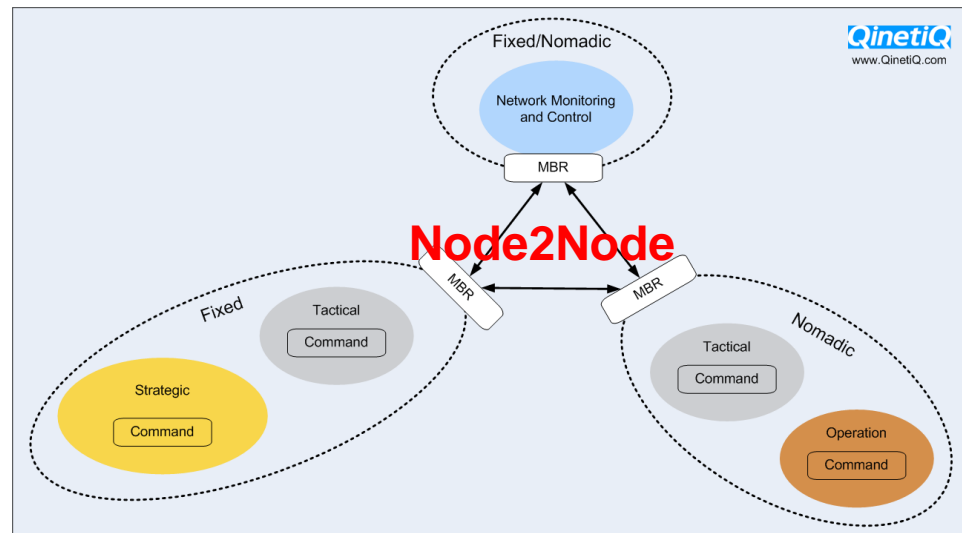 Fixed/Nomadic
QinetiQ
www.QinetiQ.com
Network Monitoring
and Control
MBR
Node2Node
MBR
MBR
Fixed
Tactical
Command
Strategic
Command
Nomadic
Tactical
Command
Operation
Command